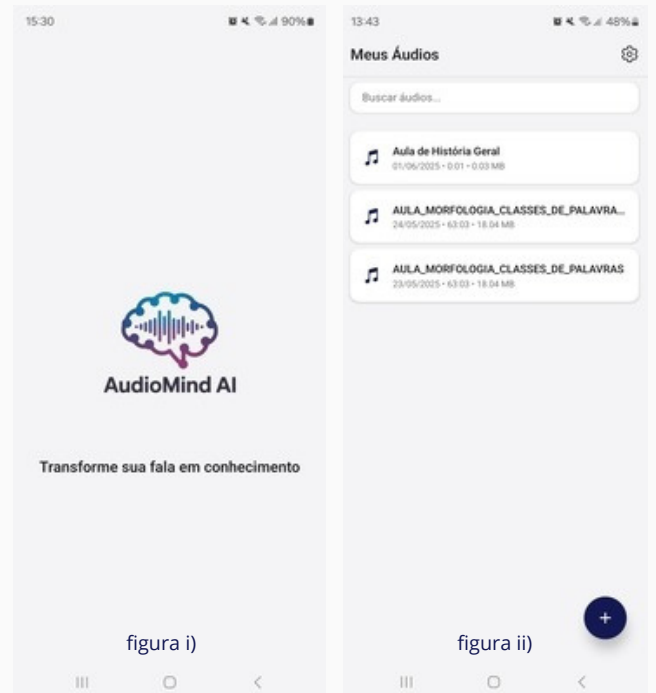 15:30
90%
AudioMind AI
Transforme sua fala em conhecimento
figura i)
13:43
48%
Meus Áudios
Buscar áudios...
Aula de História Geral
01/06/2025 • 0:01 • 0.03 MB
AULA_MORFOLOGIA_CLASSES_DE_PALAVRA...
24/05/2025 • 63:03 • 18.04 MB
AULA_MORFOLOGIA_CLASSES_DE_PALAVRAS
23/05/2025 • 63:03 • 18.04 MB
+
figura ii)